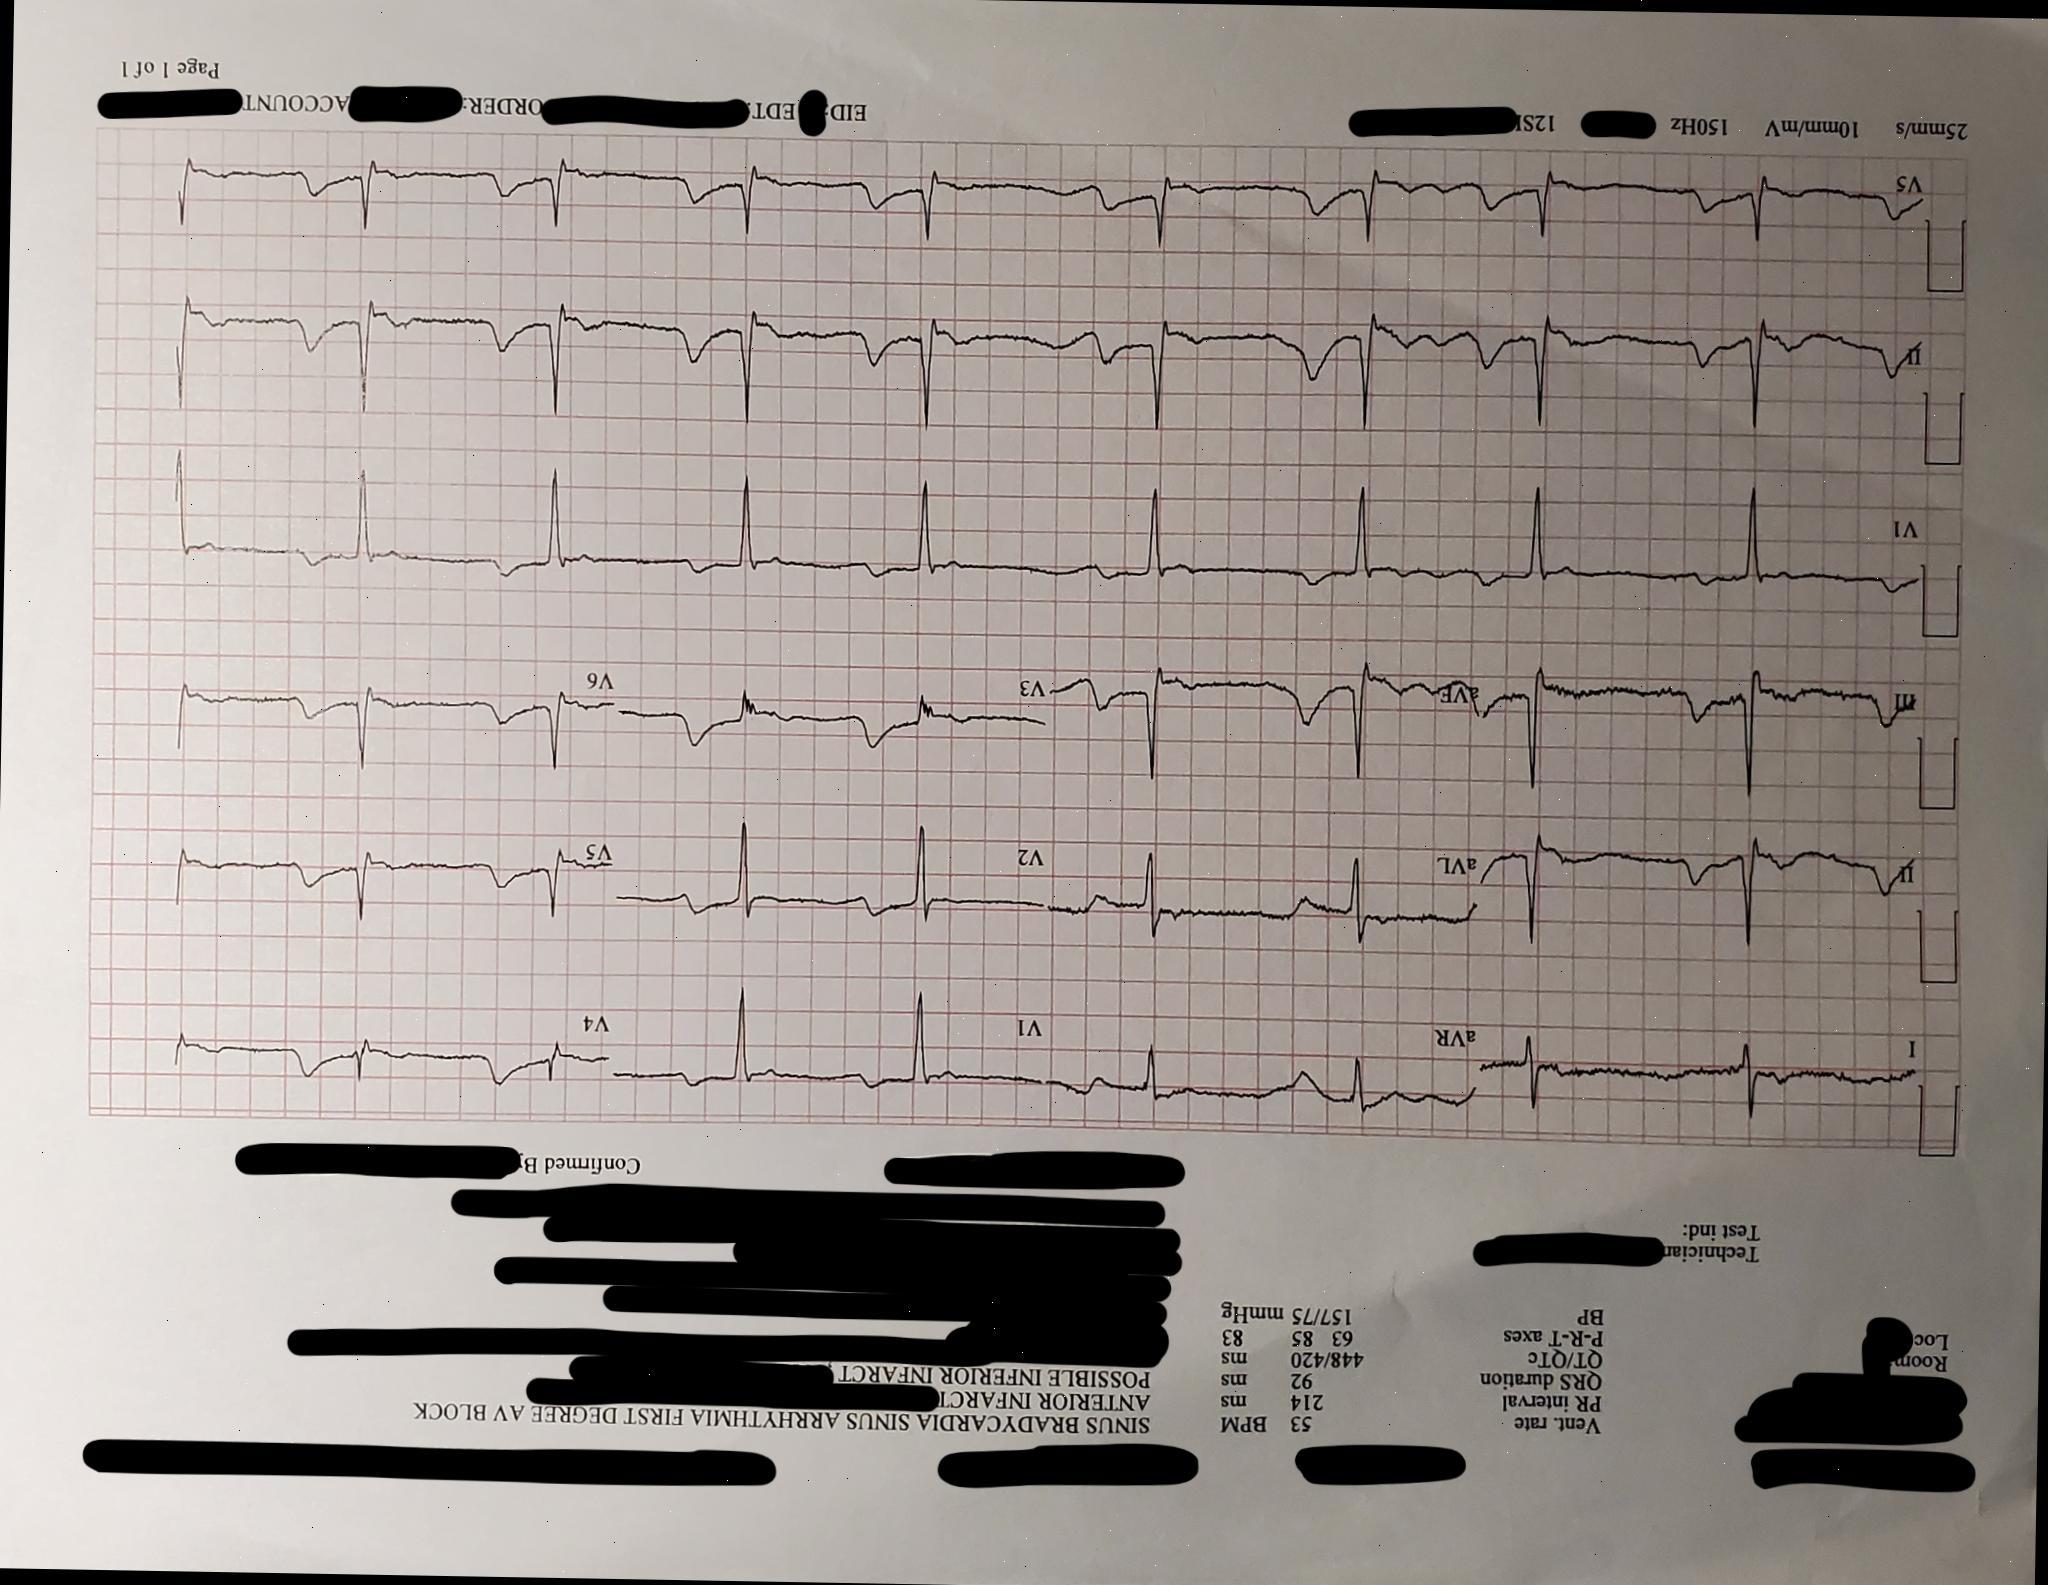 Vent. rate 53 BPM
PR interval 214 ms
QRS duration 92 ms
QT/QTc 448/420 ms
P-R-T axes 63 85 83
BP 157/75 mmHg
SINUS BRADYCARDIA SINUS ARRHYTHMIA FIRST DEGREE AV BLOCK
ANTERIOR INFARCT
POSSIBLE INFERIOR INFARCT
Room
Loc
Technician
Test ind:
Confirmed By
I aVR V1 V4
II aVL V2 V5
III aVF V3 V6
V1
II
V5
25mm/s 10mm/mV 150Hz EID: EDT: ORDER: ACCOUNT
Page 1 of 1